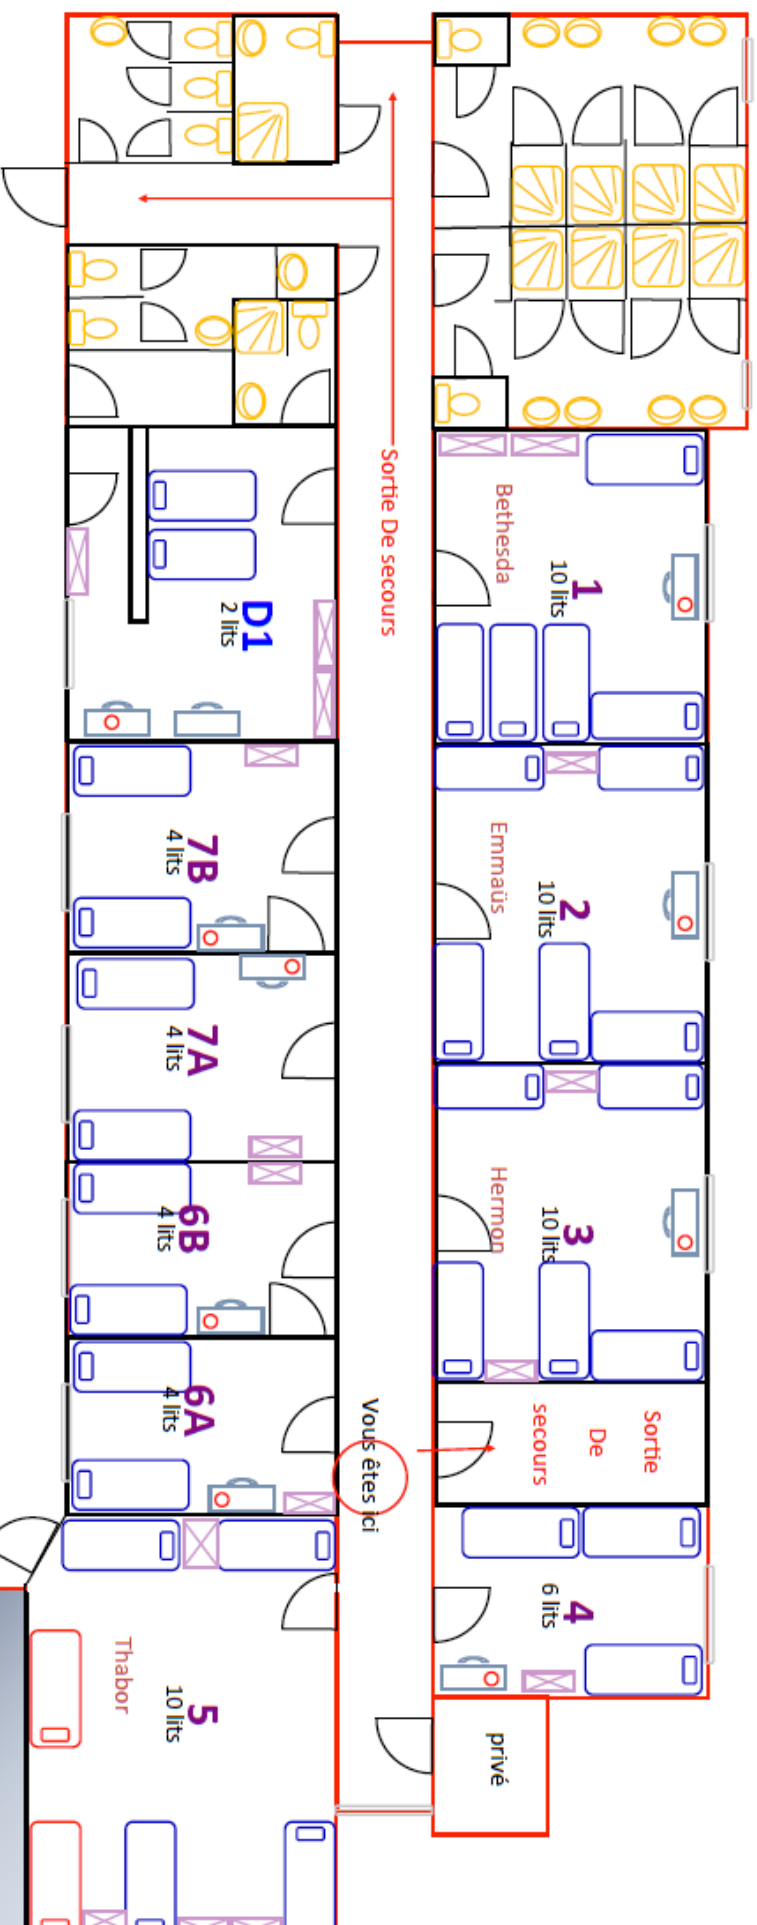 Sortie De secours
Bethesda
1
10 lits
D1
2 lits
Emmaüs
2
10 lits
7B
4 lits
7A
4 lits
Hermon
3
10 lits
6B
4 lits
6A
4 lits
Sortie
De
secours
Vous êtes ici
4
6 lits
Thabor
5
10 lits
privé